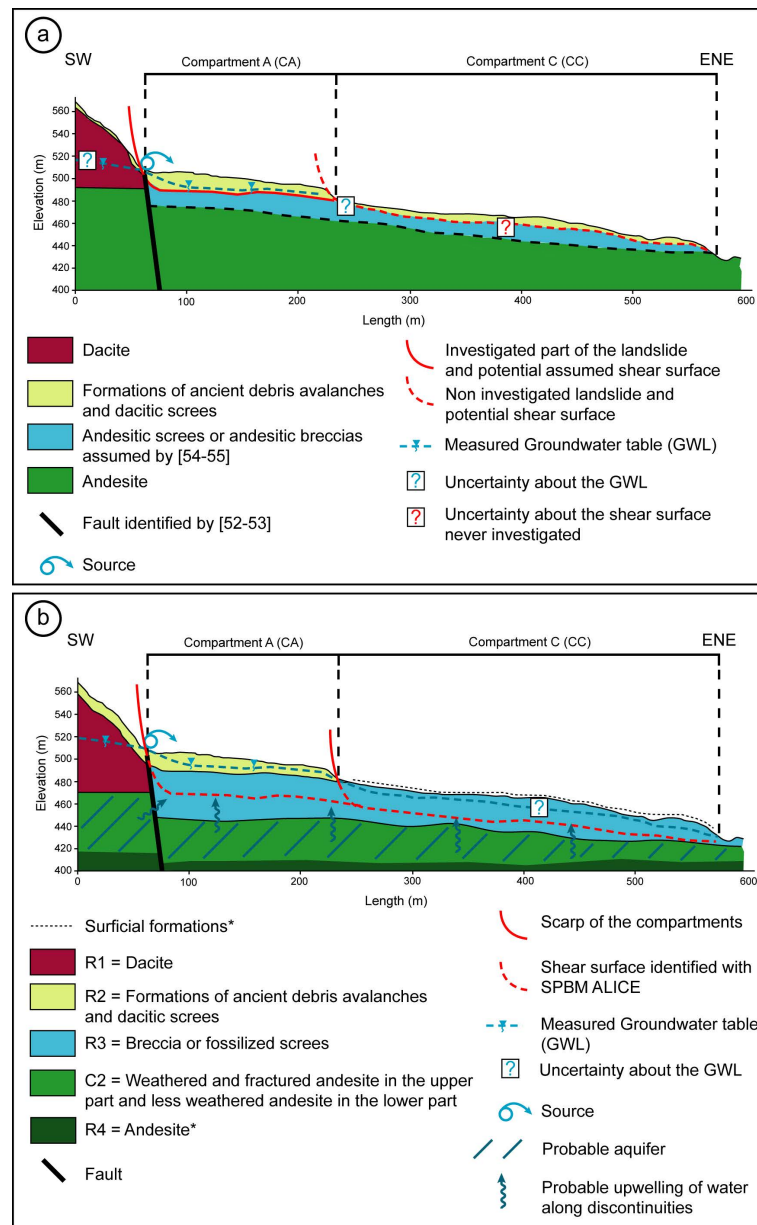 a
SW
Compartment A (CA)
Compartment C (CC)
ENE
Elevation (m)
560
540
520
500
480
460
440
420
400
?
?
?
0
100
200
300
400
500
600
Length (m)
Dacite
Formations of ancient debris avalanches
and dacitic screes
Andesitic screes or andesitic breccias
assumed by [54-55]
Andesite
Fault identified by [52-53]
Source
Investigated part of the landslide
and potential assumed shear surface
Non investigated landslide and
potential shear surface
Measured Groundwater table (GWL)
? Uncertainty about the GWL
? Uncertainty about the shear surface
never investigated
b
SW
Compartment A (CA)
Compartment C (CC)
ENE
Elevation (m)
560
540
520
500
480
460
440
420
400
?
0
100
200
300
400
500
600
Length (m)
Surficial formations*
R1 = Dacite
R2 = Formations of ancient debris avalanches
and dacitic screes
R3 = Breccia or fossilized screes
C2 = Weathered and fractured andesite in the upper
part and less weathered andesite in the lower part
R4 = Andesite*
Fault
Scarp of the compartments
Shear surface identified with
SPBM ALICE
Measured Groundwater table
(GWL)
? Uncertainty about the GWL
Source
Probable aquifer
Probable upwelling of water
along discontinuities